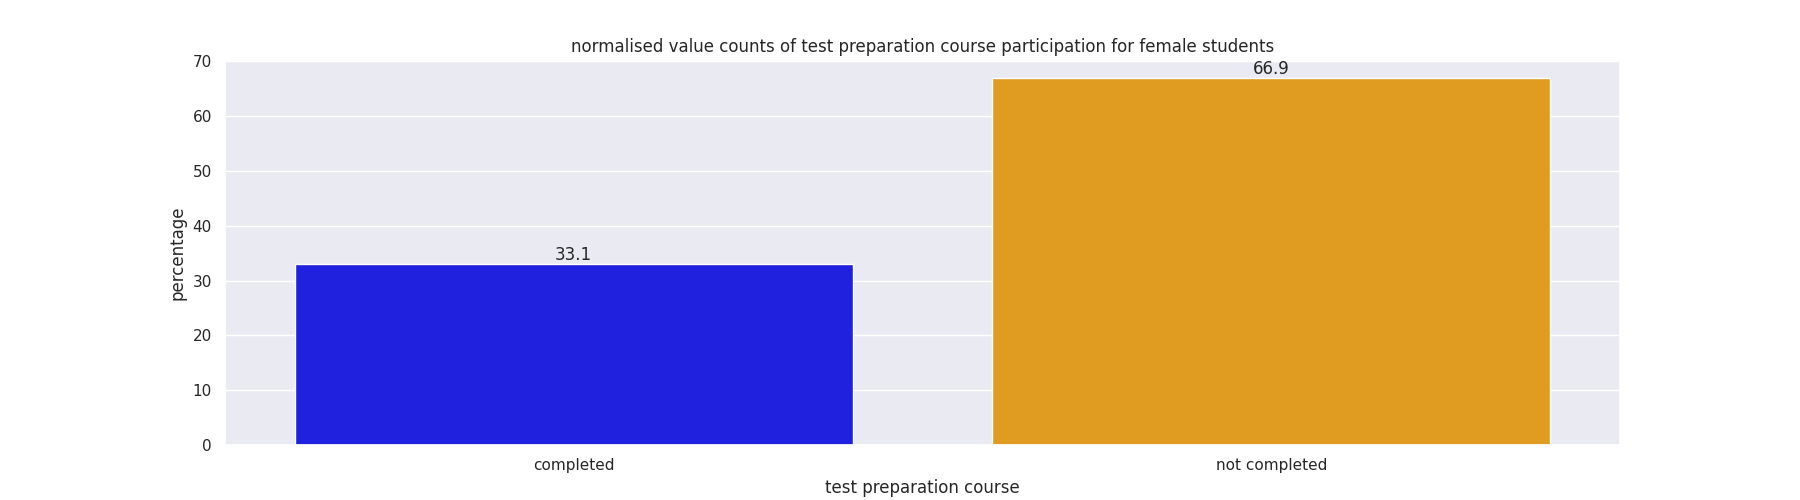 normalised value counts of test preparation course participation for female students
70
60
50
40
30
20
10
0
percentage
33.1
66.9
completed
not completed
test preparation course